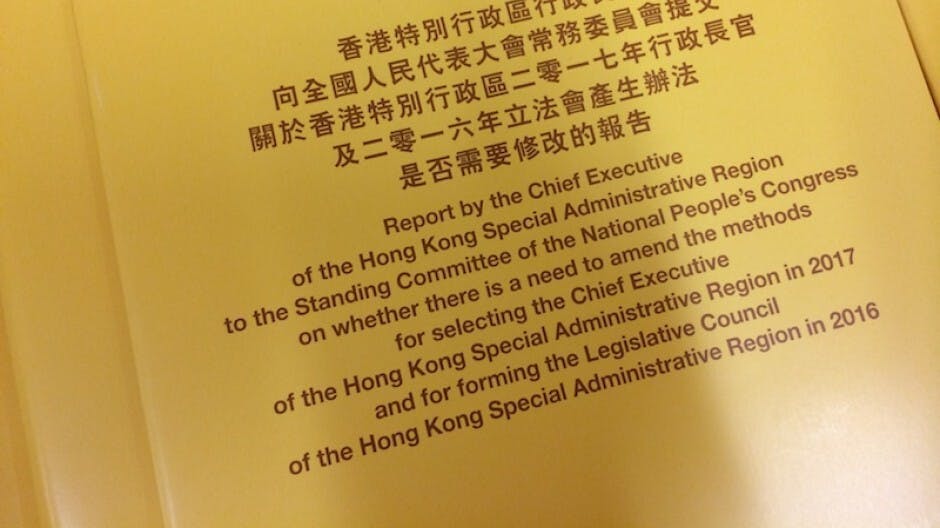 香港特別行政區行政長
向全國人民代表大會常務委員會提交
關於香港特別行政區二零一七年行政長官
及二零一六年立法會產生辦法
是否需要修改的報告
Report by the Chief Executive
of the Hong Kong Special Administrative Region
to the Standing Committee of the National People's Congress
on whether there is a need to amend the methods
for selecting the Chief Executive
of the Hong Kong Special Administrative Region in 2017
and for forming the Legislative Council
of the Hong Kong Special Administrative Region in 2016